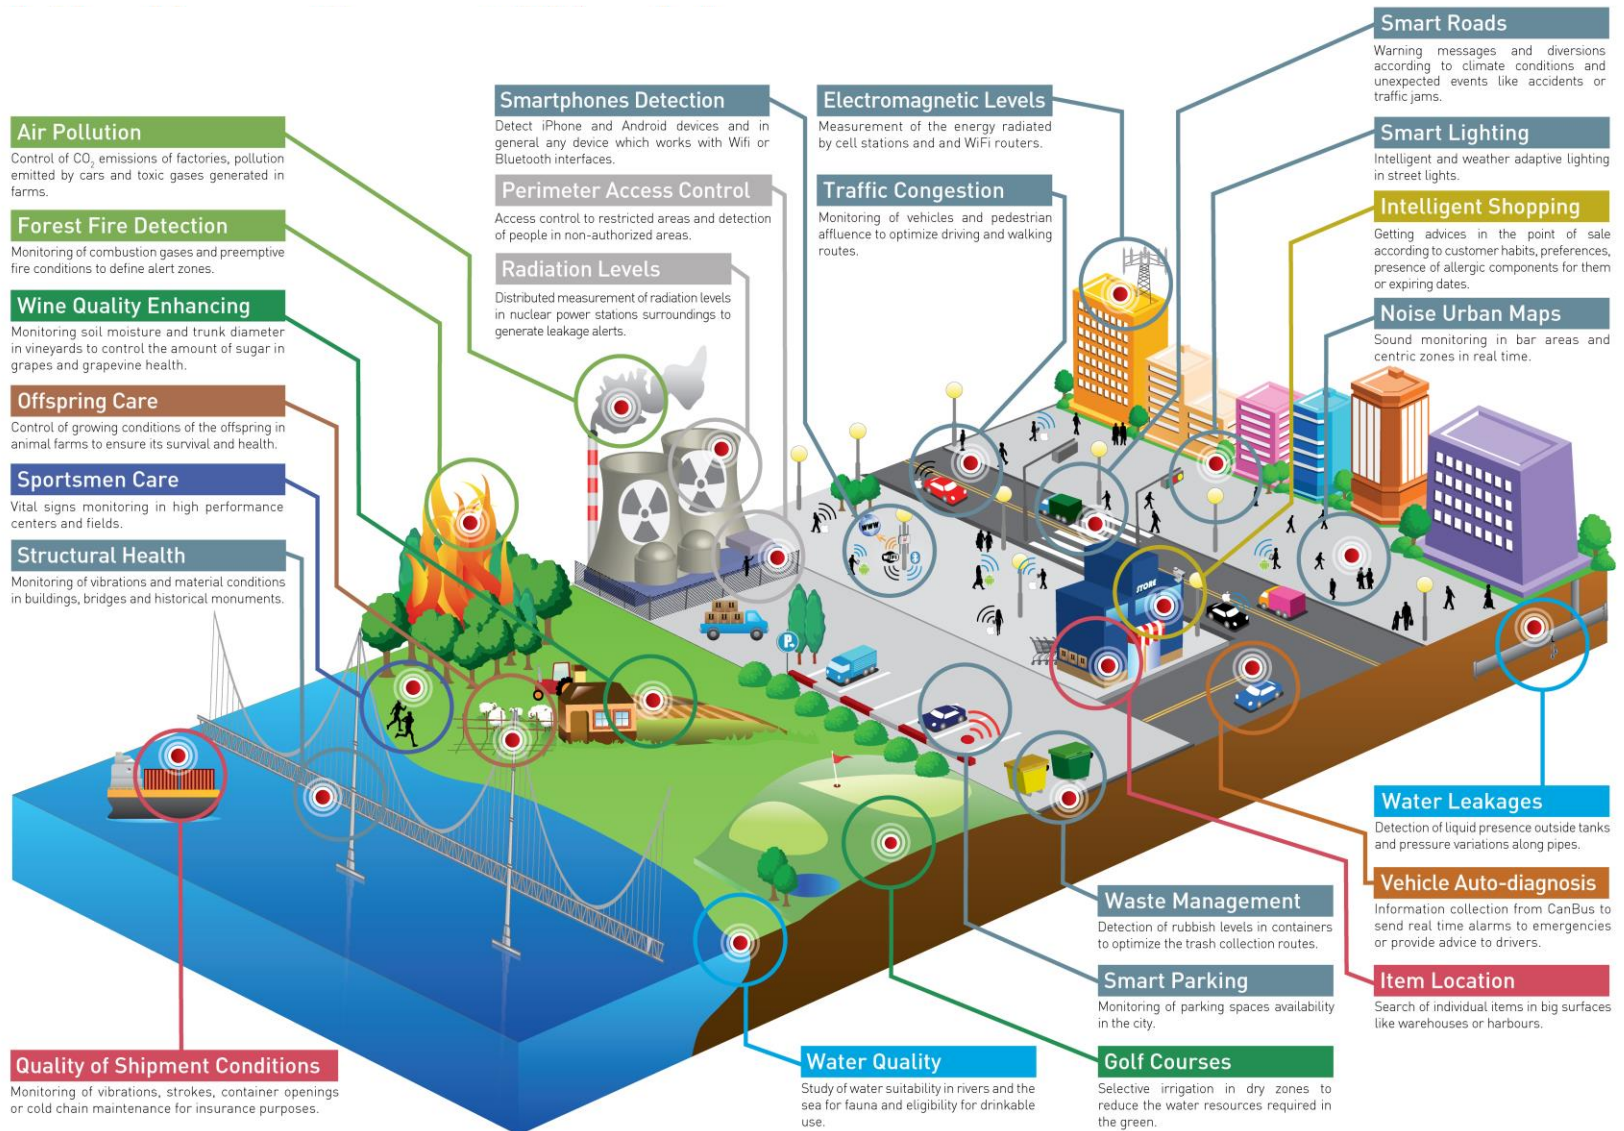 Air Pollution
Control of CO₂ emissions of factories, pollution
emitted by cars and toxic gases generated in
farms.
Forest Fire Detection
Monitoring of combustion gases and preemptive
fire conditions to define alert zones.
Wine Quality Enhancing
Monitoring soil moisture and trunk diameter
in vineyards to control the amount of sugar in
grapes and grapevine health.
Offspring Care
Control of growing conditions of the offspring in
animal farms to ensure its survival and health.
Sportsmen Care
Vital signs monitoring in high performance
centers and fields.
Structural Health
Monitoring of vibrations and material conditions
in buildings, bridges and historical monuments.
Quality of Shipment Conditions
Monitoring of vibrations, strokes, container openings
or cold chain maintenance for insurance purposes.
Smartphones Detection
Detect iPhone and Android devices and in
general any device which works with Wifi or
Bluetooth interfaces.
Perimeter Access Control
Access control to restricted areas and detection
of people in non-authorized areas.
Radiation Levels
Distributed measurement of radiation levels
in nuclear power stations surroundings to
generate leakage alerts.
Electromagnetic Levels
Measurement of the energy radiated
by cell stations and and WiFi routers.
Traffic Congestion
Monitoring of vehicles and pedestrian
affluence to optimize driving and walking
routes.
Smart Roads
Warning messages and diversions
according to climate conditions and
unexpected events like accidents or
traffic jams.
Smart Lighting
Intelligent and weather adaptive lighting
in street lights.
Intelligent Shopping
Getting advices in the point of sale
according to customer habits, preferences,
presence of allergic components for them
or expiring dates.
Noise Urban Maps
Sound monitoring in bar areas and
centric zones in real time.
www
STORE
P
Water Leakages
Detection of liquid presence outside tanks
and pressure variations along pipes.
Vehicle Auto-diagnosis
Information collection from CanBus to
send real time alarms to emergencies
or provide advice to drivers.
Item Location
Search of individual items in big surfaces
like warehouses or harbours.
Waste Management
Detection of rubbish levels in containers
to optimize the trash collection routes.
Smart Parking
Monitoring of parking spaces availability
in the city.
Golf Courses
Selective irrigation in dry zones to
reduce the water resources required in
the green.
Water Quality
Study of water suitability in rivers and the
sea for fauna and eligibility for drinkable
use.